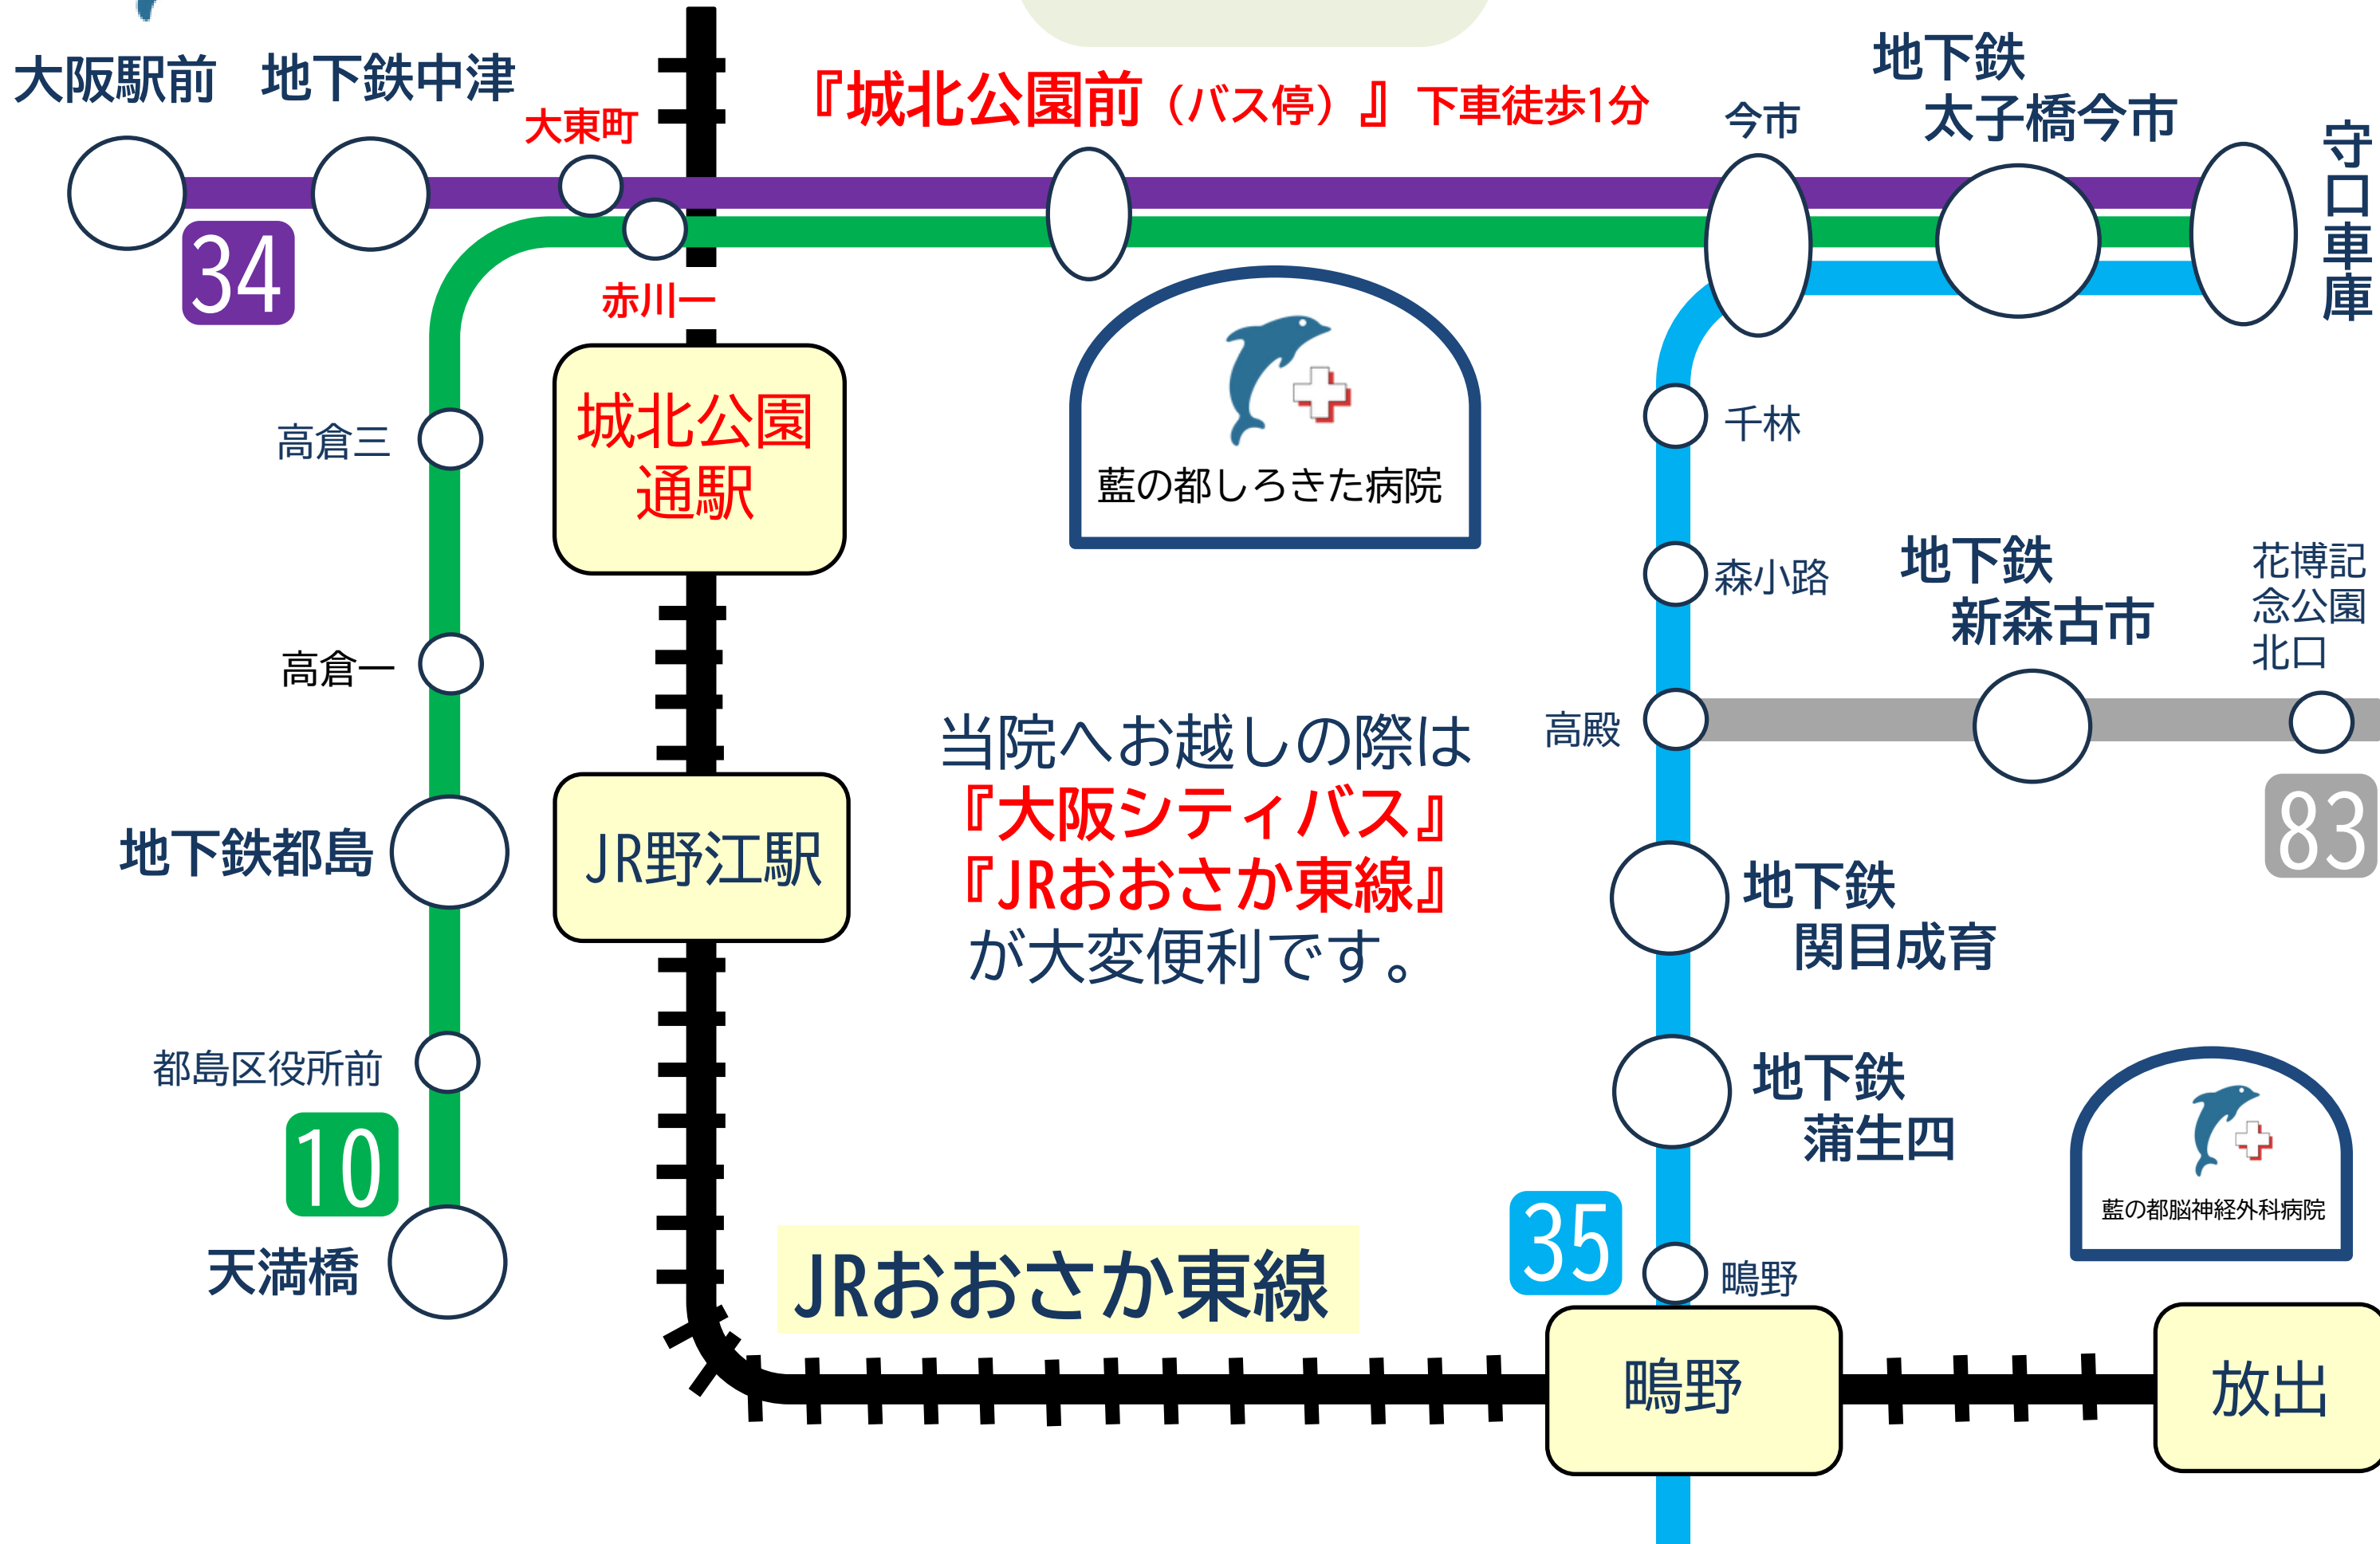 大阪駅前
地下鉄中津
大東町
『城北公園前（バス停）』下車徒歩1分
今市
地下鉄
太子橋今市
守口車庫
34
赤川一
城北公園
通駅
藍の都しろきた病院
千林
高倉三
森小路
地下鉄
新森古市
花博記
念公園
北口
高倉一
高殿
83
当院へお越しの際は
『大阪シティバス』
『JRおおさか東線』
が大変便利です。
地下鉄都島
JR野江駅
地下鉄
関目成育
都島区役所前
地下鉄
蒲生四
10
天満橋
35
藍の都脳神経外科病院
JRおおさか東線
鴫野
鴫野
放出